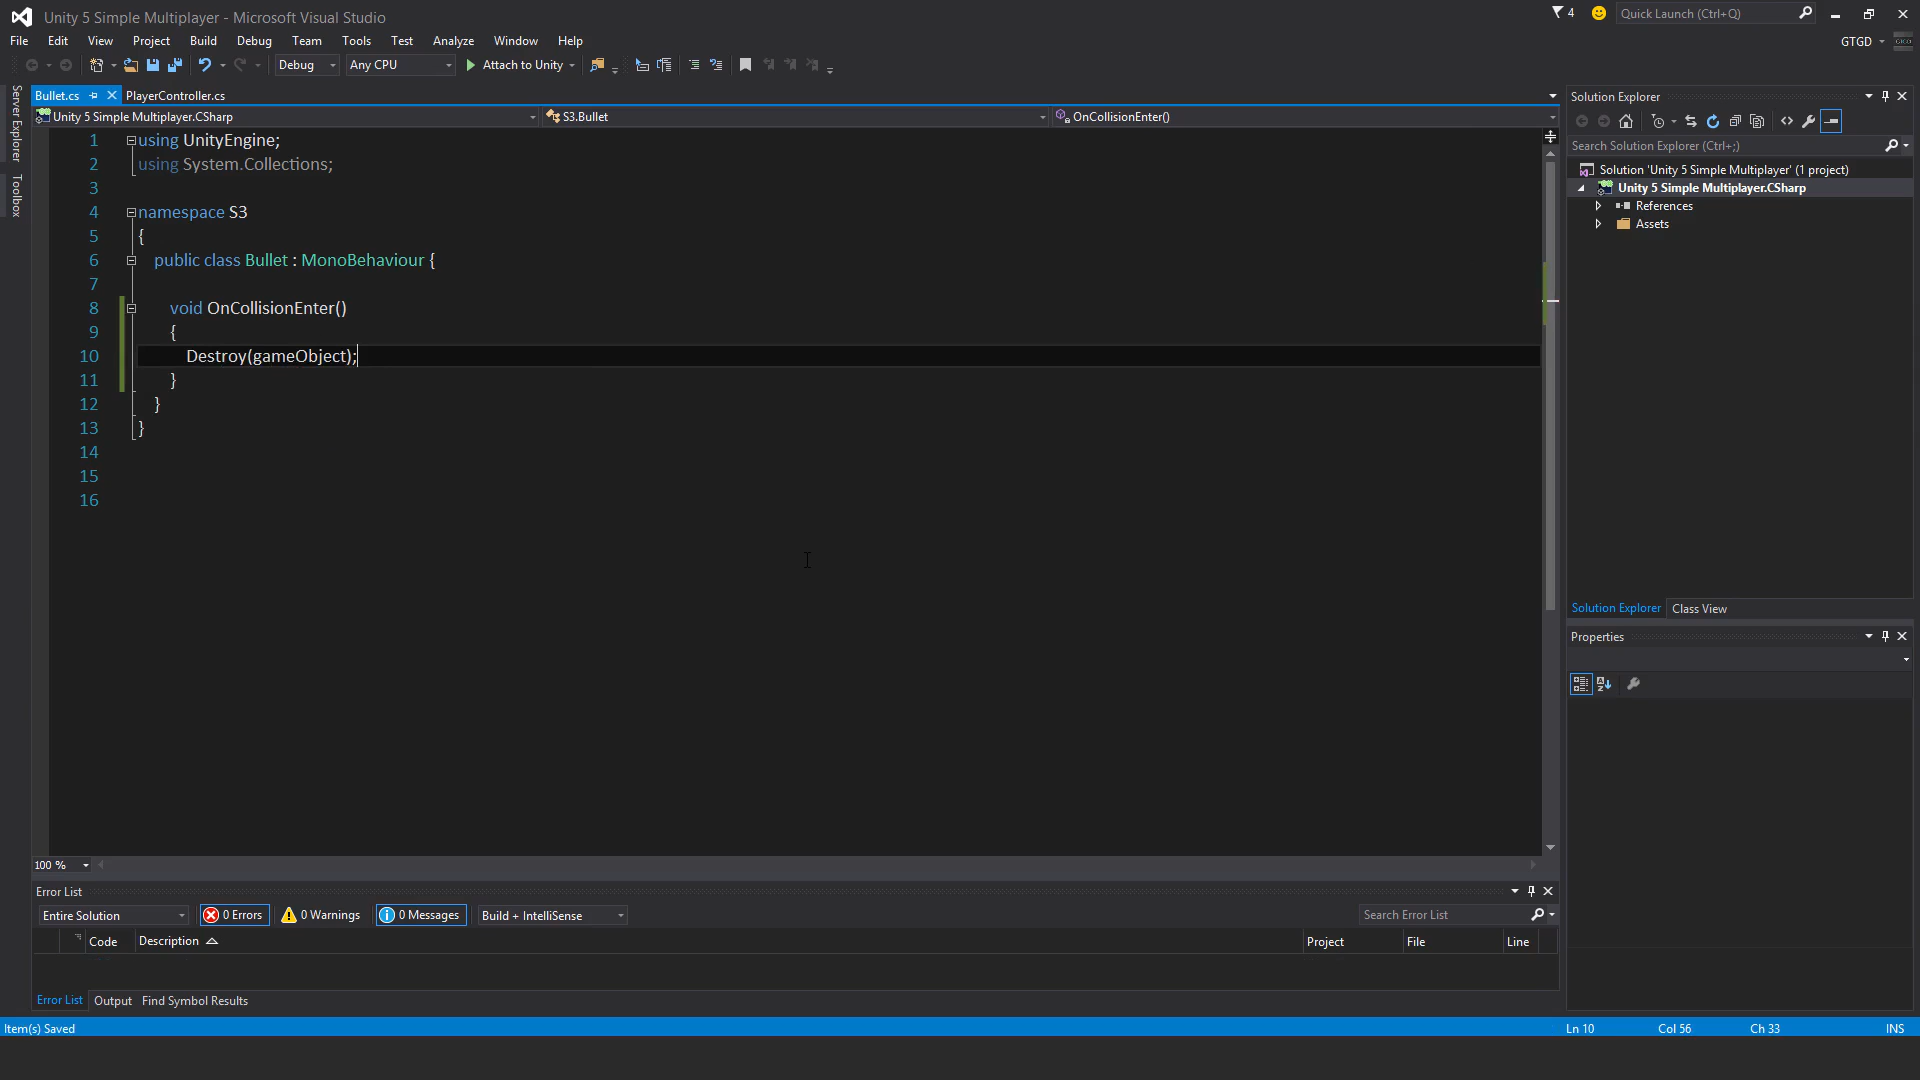 Unity 5 Simple Multiplayer - Microsoft Visual Studio
4
Quick Launch (Ctrl+Q)
File Edit View Project Build Debug Team Tools Test Analyze Window Help
GTGD
Debug Any CPU Attach to Unity
Server Explorer
Toolbox
Bullet.cs PlayerController.cs
Unity 5 Simple Multiplayer.CSharp S3.Bullet OnCollisionEnter()
1 using UnityEngine;
2 using System.Collections;
3
4 namespace S3
5 {
6 public class Bullet : MonoBehaviour {
7
8 void OnCollisionEnter()
9 {
10 Destroy(gameObject);
11 }
12 }
13 }
14
15
16
100 %
Solution Explorer
Search Solution Explorer (Ctrl+;)
Solution 'Unity 5 Simple Multiplayer' (1 project)
Unity 5 Simple Multiplayer.CSharp
References
Assets
Solution Explorer Class View
Properties
Error List
Entire Solution 0 Errors 0 Warnings 0 Messages Build + IntelliSense Search Error List
Code Description Project File Line
Error List Output Find Symbol Results
Item(s) Saved Ln 10 Col 56 Ch 33 INS